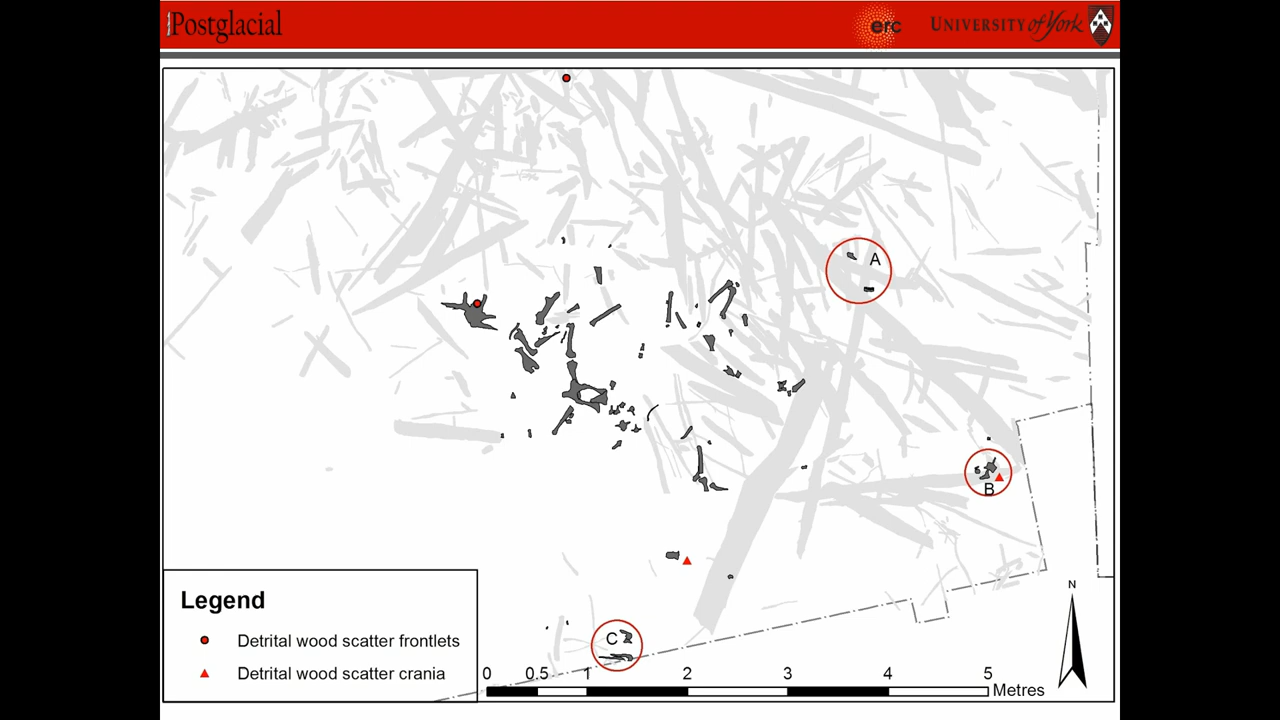 Postglacial
erc
UNIVERSITY of York
A
B
C
N
Legend
Detrital wood scatter frontlets
Detrital wood scatter crania
0 0.5 1 2 3 4 5
Metres